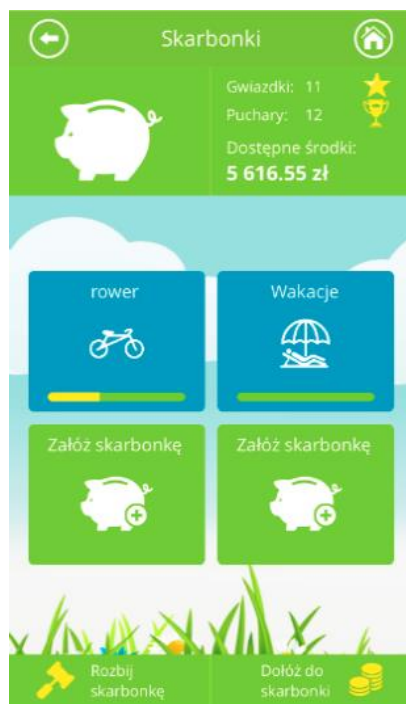 Skarbonki
Gwiazdki: 11
Puchary: 12
Dostępne środki:
5 616.55 zł
rower
Wakacje
Załóż skarbonkę
Załóż skarbonkę
Rozbij
skarbonkę
Dołóż do
skarbonki